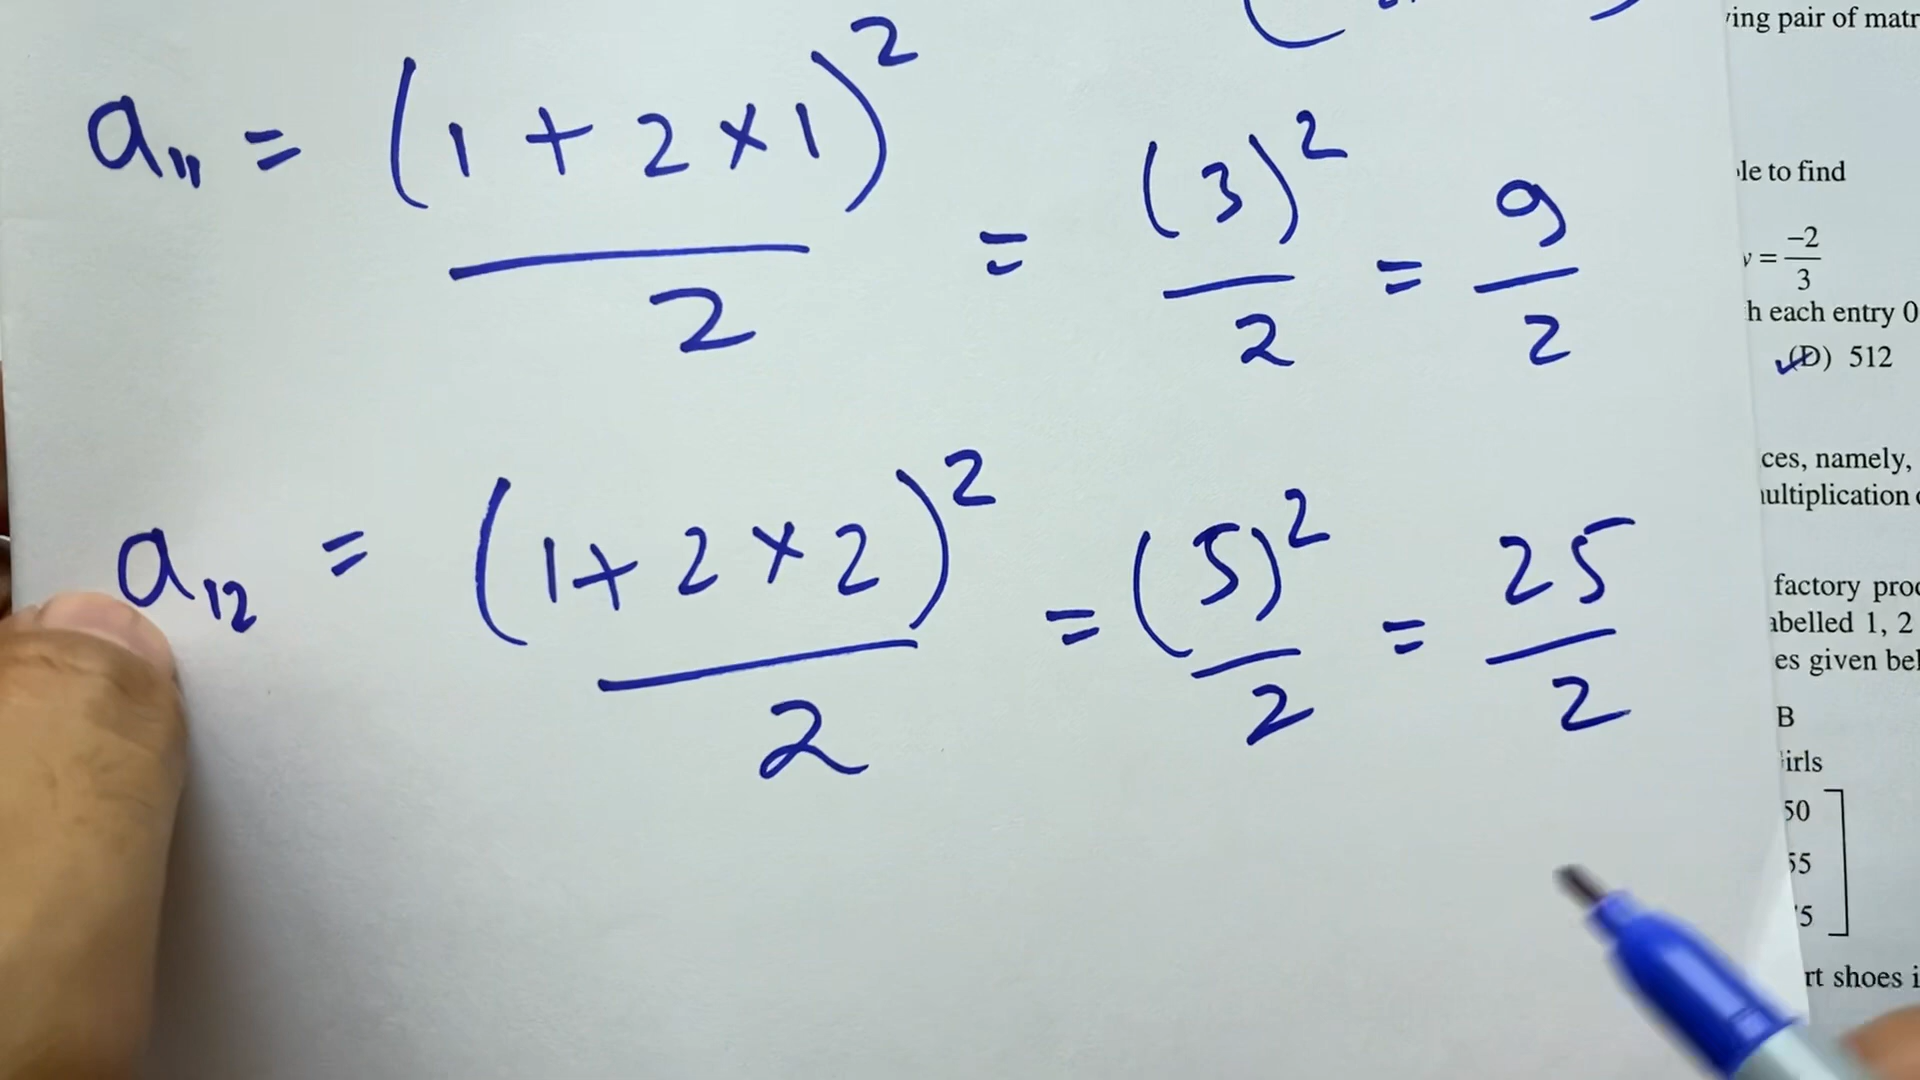 a₁₁ = (1 + 2 × 1)² / 2 = (3)² / 2 = 9 / 2
a₁₂ = (1 + 2 × 2)² / 2 = (5)² / 2 = 25 / 2
ing pair of matr
le to find
= -2 / 3
h each entry 0
(D) 512
ces, namely,
ultiplication
factory
abelled 1, 2
es given
B
irls
50
55
5
rt shoes